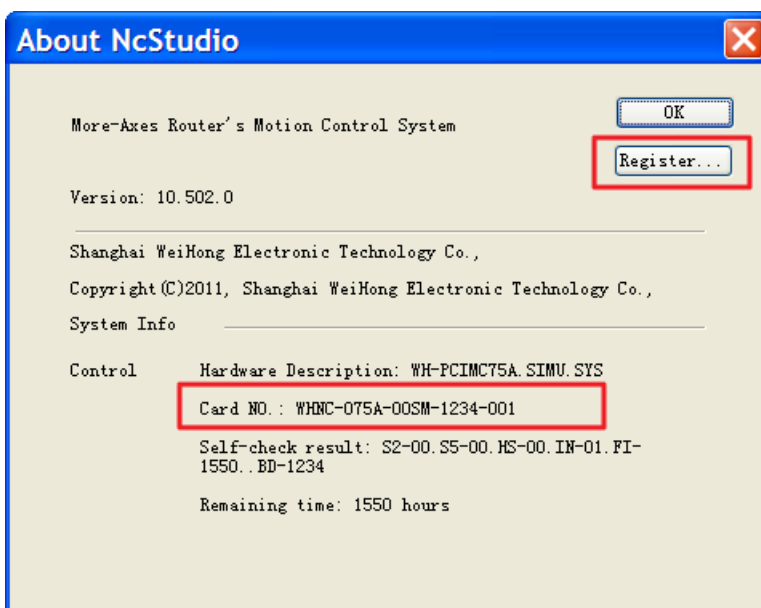 About NcStudio
More-Axes Router's Motion Control System
OK
Register...
Version: 10.502.0
Shanghai WeiHong Electronic Technology Co.,
Copyright(C)2011, Shanghai WeiHong Electronic Technology Co.,
System Info
Control Hardware Description: WH-PCIMC75A.SIMU.SYS
Card NO.: WHNC-075A-00SM-1234-001
Self-check result: S2-00.S5-00.HS-00.IN-01.FI-
1550..BD-1234
Remaining time: 1550 hours